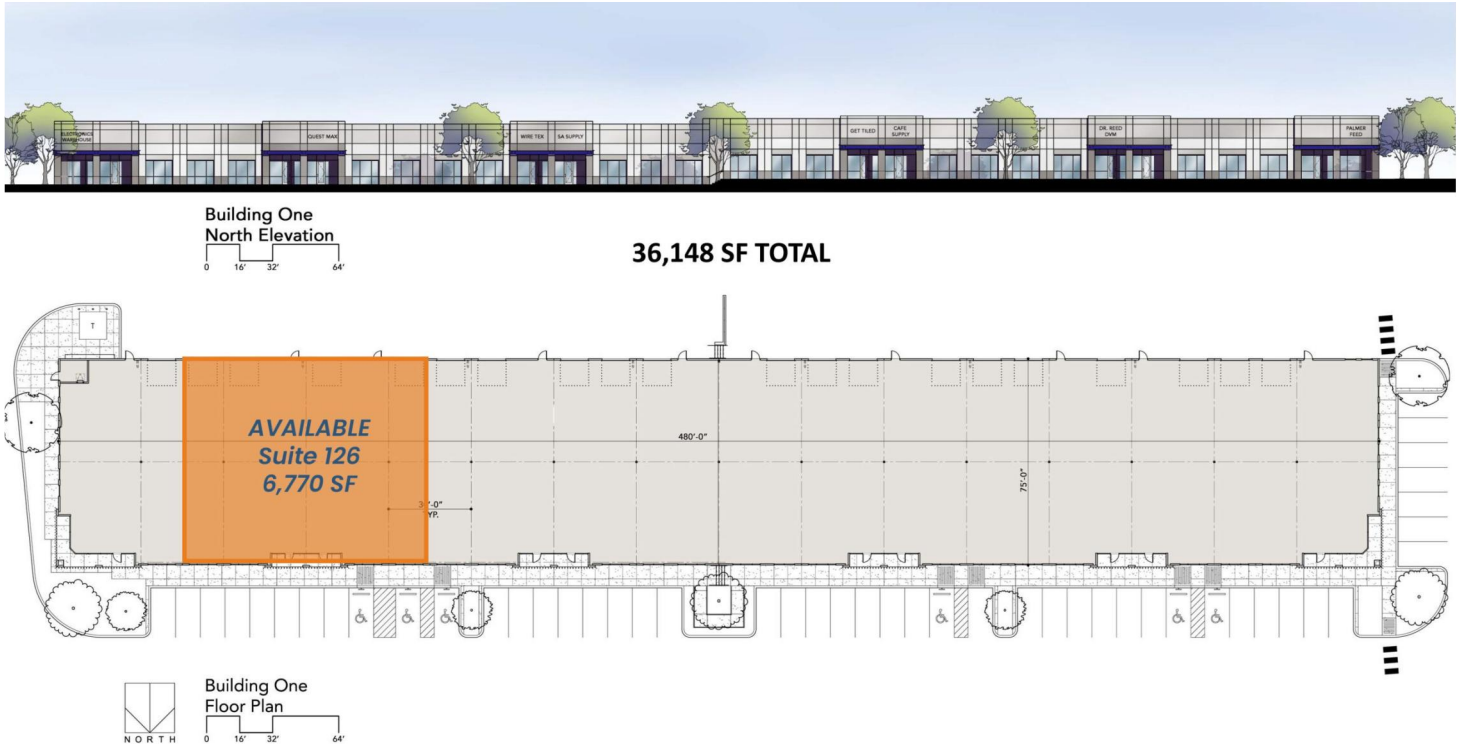 ELECTRONICS
WAREHOUSE
QUEST MAX
WIRE TEX
SA SUPPLY
GET TILED
CAFE
SUPPLY
DR. REED
DVM
PALMER
FEED
Building One
North Elevation
0 16' 32' 64'
36,148 SF TOTAL
T
AVAILABLE
Suite 126
6,770 SF
480'-0"
75'-0"
Building One
Floor Plan
0 16' 32' 64'
NORTH